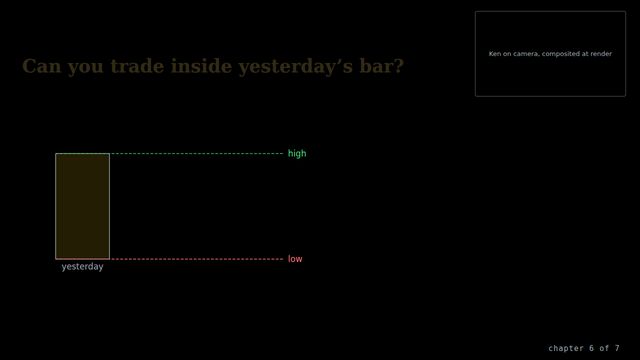 Ken on camera, composited at render
Can you trade inside yesterday’s bar?
high
low
yesterday
chapter 6 of 7